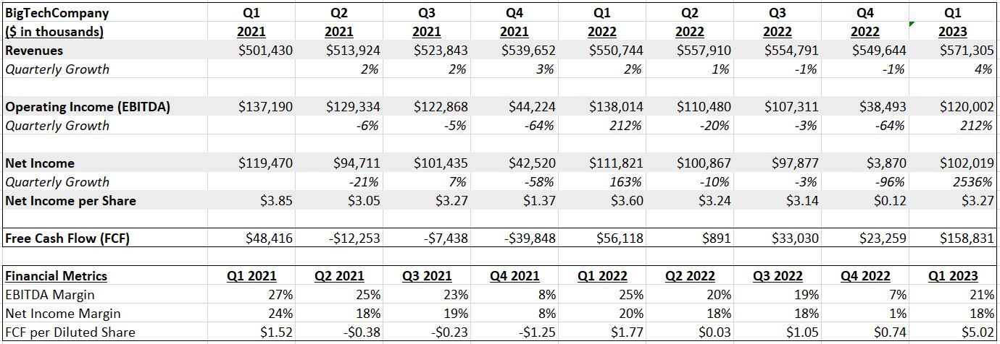 BigTechCompany Q1 Q2 Q3 Q4 Q1 Q2 Q3 Q4 Q1
($ in thousands) 2021 2021 2021 2021 2022 2022 2022 2022 2023
Revenues $501,430 $513,924 $523,843 $539,652 $550,744 $557,910 $554,791 $549,644 $571,305
Quarterly Growth 2% 2% 3% 2% 1% -1% -1% 4%
Operating Income (EBITDA) $137,190 $129,334 $122,868 $44,224 $138,014 $110,480 $107,311 $38,493 $120,002
Quarterly Growth -6% -5% -64% 212% -20% -3% -64% 212%
Net Income $119,470 $94,711 $101,435 $42,520 $111,821 $100,867 $97,877 $3,870 $102,019
Quarterly Growth -21% 7% -58% 163% -10% -3% -96% 2536%
Net Income per Share $3.85 $3.05 $3.27 $1.37 $3.60 $3.24 $3.14 $0.12 $3.27
Free Cash Flow (FCF) $48,416 -$12,253 -$7,438 -$39,848 $56,118 $891 $33,030 $23,259 $158,831
Financial Metrics Q1 2021 Q2 2021 Q3 2021 Q4 2021 Q1 2022 Q2 2022 Q3 2022 Q4 2022 Q1 2023
EBITDA Margin 27% 25% 23% 8% 25% 20% 19% 7% 21%
Net Income Margin 24% 18% 19% 8% 20% 18% 18% 1% 18%
FCF per Diluted Share $1.52 -$0.38 -$0.23 -$1.25 $1.77 $0.03 $1.05 $0.74 $5.02